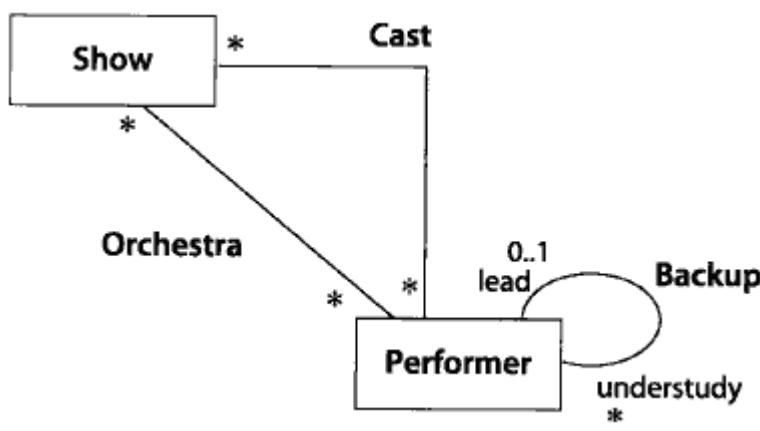 Show
*
Cast
*
Orchestra
*
*
0..1
lead
Backup
Performer
understudy
*